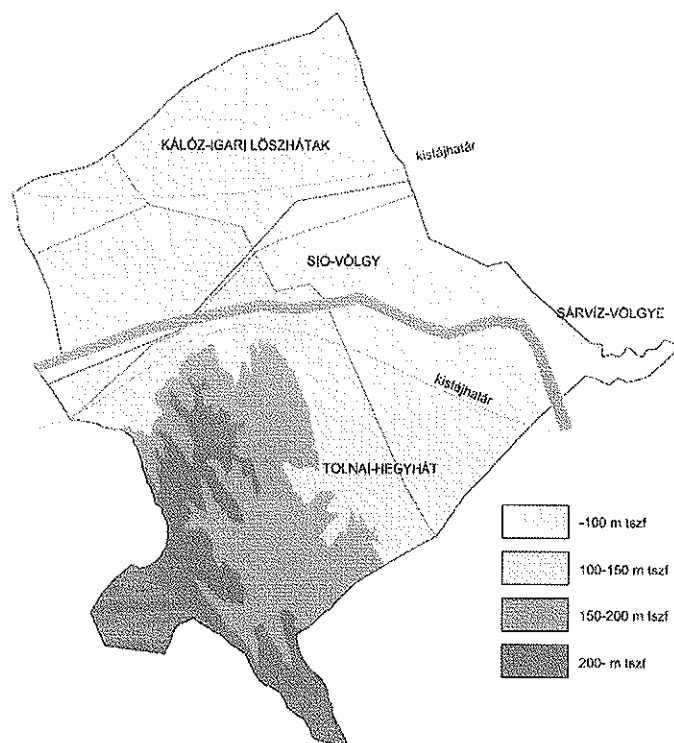 KÁLÓZ-IGARI LÖSZHÁTAK
kistájhatár
SIÓ-VÖLGY
SÁRVÍZ-VÖLGYE
kistájhatár
TOLNAI-HEGYHÁT
-100 m tszf
100-150 m tszf
150-200 m tszf
200- m tszf